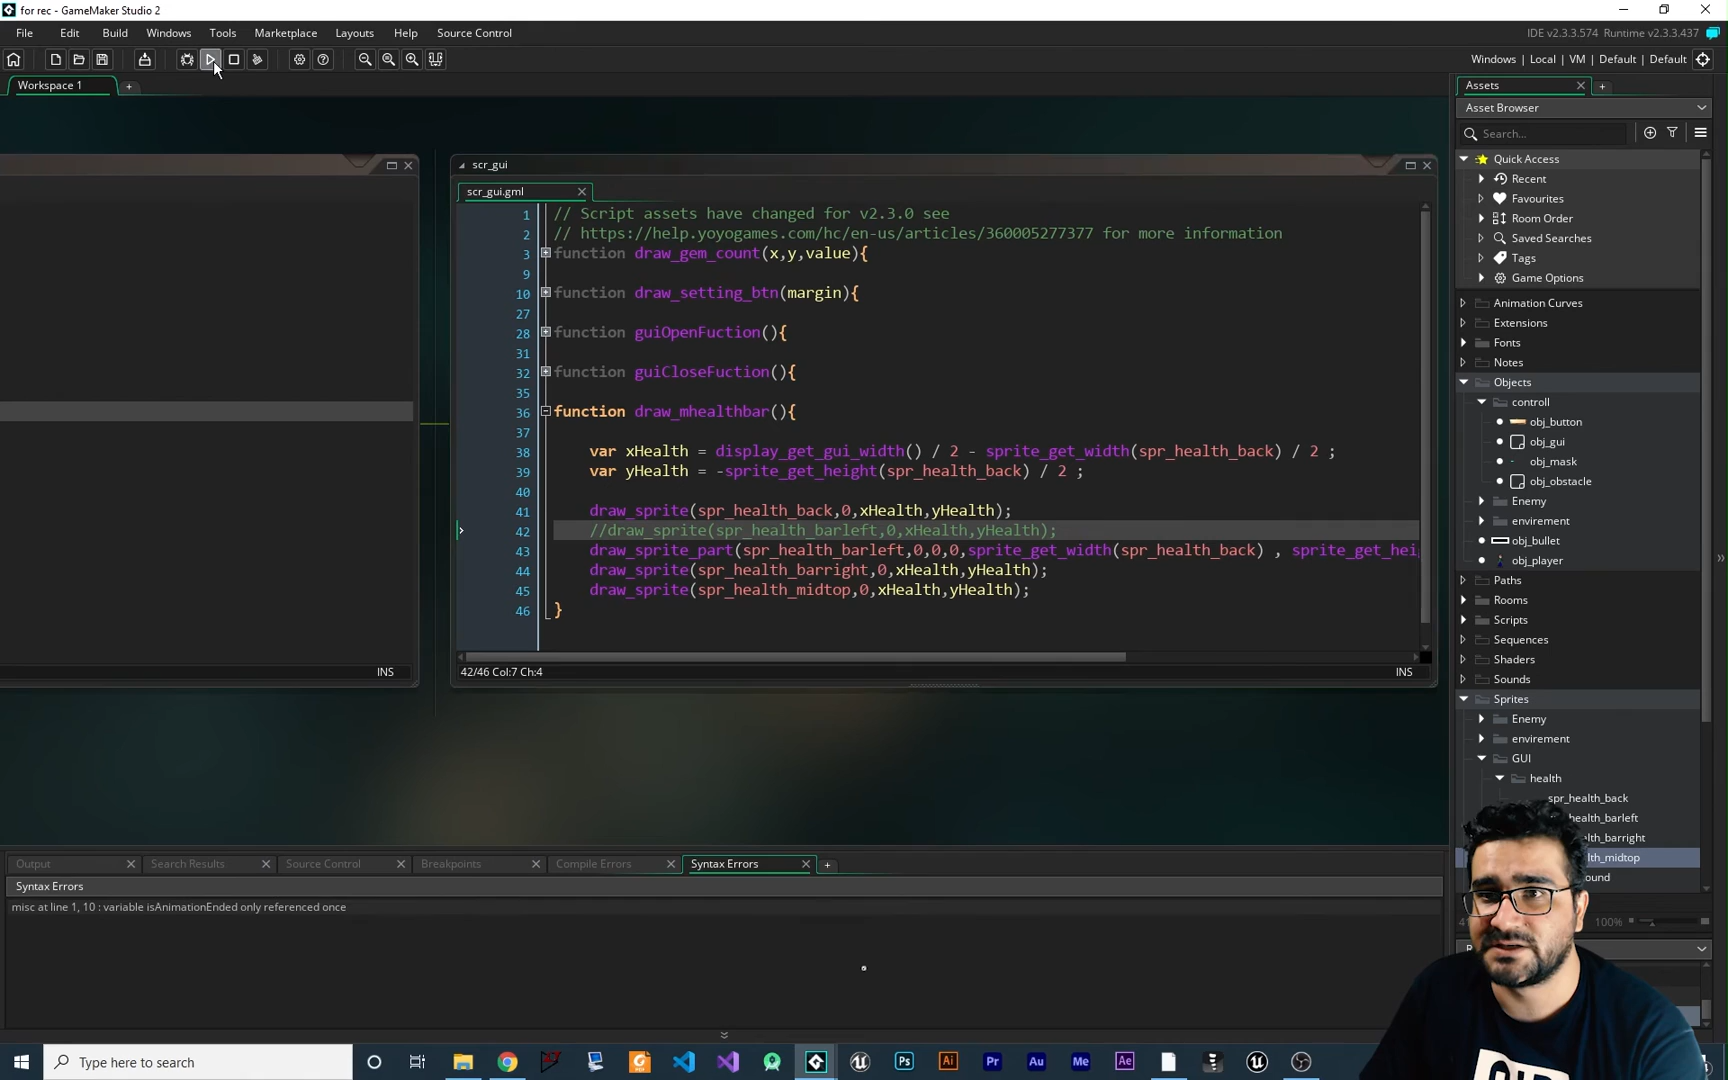 for rec - GameMaker Studio 2
File Edit Build Windows Tools Marketplace Layouts Help Source Control
IDE v2.3.3.574 Runtime v2.3.3.437
Windows | Local | VM | Default | Default
Workspace 1
scr_gui
scr_gui.gml
1 // Script assets have changed for v2.3.0 see
2 // https://help.yoyogames.com/hc/en-us/articles/360005277377 for more information
3 function draw_gem_count(x,y,value){
9
10 function draw_setting_btn(margin){
27
28 function guiOpenFuction(){
31
32 function guiCloseFuction(){
35
36 function draw_mhealthbar(){
37
38 var xHealth = display_get_gui_width() / 2 - sprite_get_width(spr_health_back) / 2 ;
39 var yHealth = -sprite_get_height(spr_health_back) / 2 ;
40
41 draw_sprite(spr_health_back,0,xHealth,yHealth);
42 //draw_sprite(spr_health_barleft,0,xHealth,yHealth);
43 draw_sprite_part(spr_health_barleft,0,0,0,sprite_get_width(spr_health_back) , sprite_get_hei
44 draw_sprite(spr_health_barright,0,xHealth,yHealth);
45 draw_sprite(spr_health_midtop,0,xHealth,yHealth);
46 }
INS
42/46 Col:7 Ch:4
INS
Assets
Asset Browser
Search...
Quick Access
Recent
Favourites
Room Order
Saved Searches
Tags
Game Options
Animation Curves
Extensions
Fonts
Notes
Objects
controll
obj_button
obj_gui
obj_mask
obj_obstacle
Enemy
envirement
obj_bullet
obj_player
Paths
Rooms
Scripts
Sequences
Shaders
Sounds
Sprites
Enemy
envirement
GUI
health
spr_health_back
health_barleft
alth_barright
lth_midtop
ound
100%
Output Search Results Source Control Breakpoints Compile Errors Syntax Errors
Syntax Errors
misc at line 1, 10 : variable isAnimationEnded only referenced once
Type here to search
Ps Ai Pr Au Me Ae